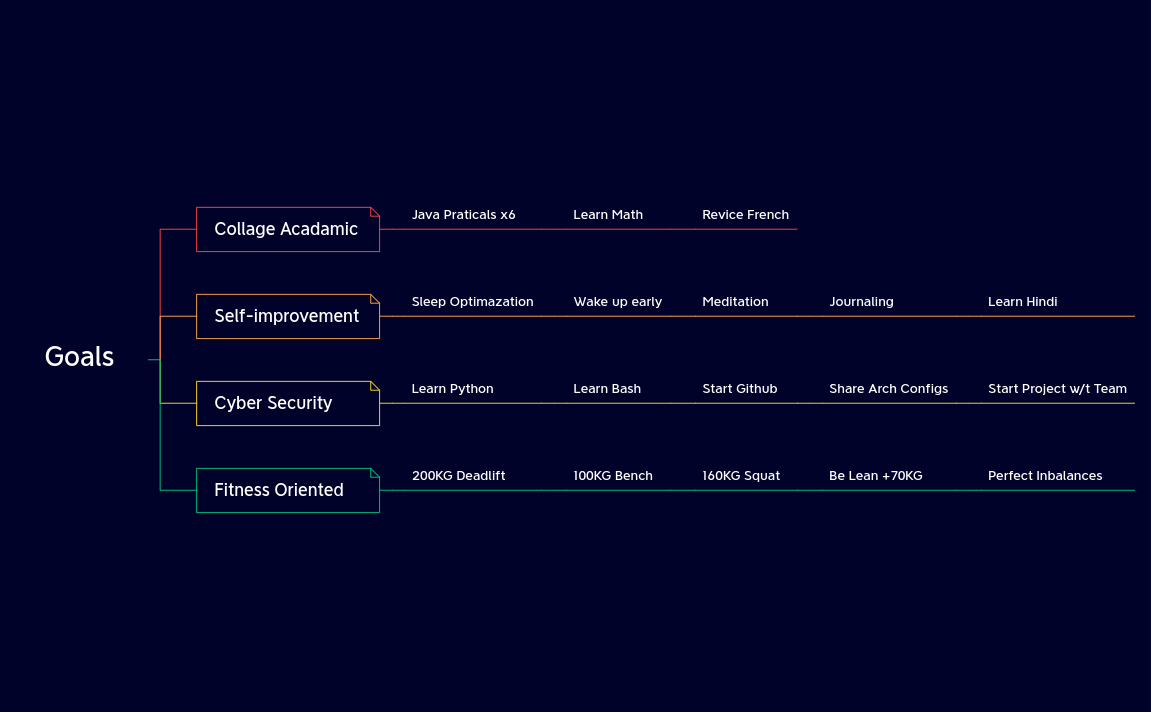 Goals
Collage Acadamic
Java Praticals x6
Learn Math
Revice French
Self-improvement
Sleep Optimazation
Wake up early
Meditation
Journaling
Learn Hindi
Cyber Security
Learn Python
Learn Bash
Start Github
Share Arch Configs
Start Project w/t Team
Fitness Oriented
200KG Deadlift
100KG Bench
160KG Squat
Be Lean +70KG
Perfect Inbalances